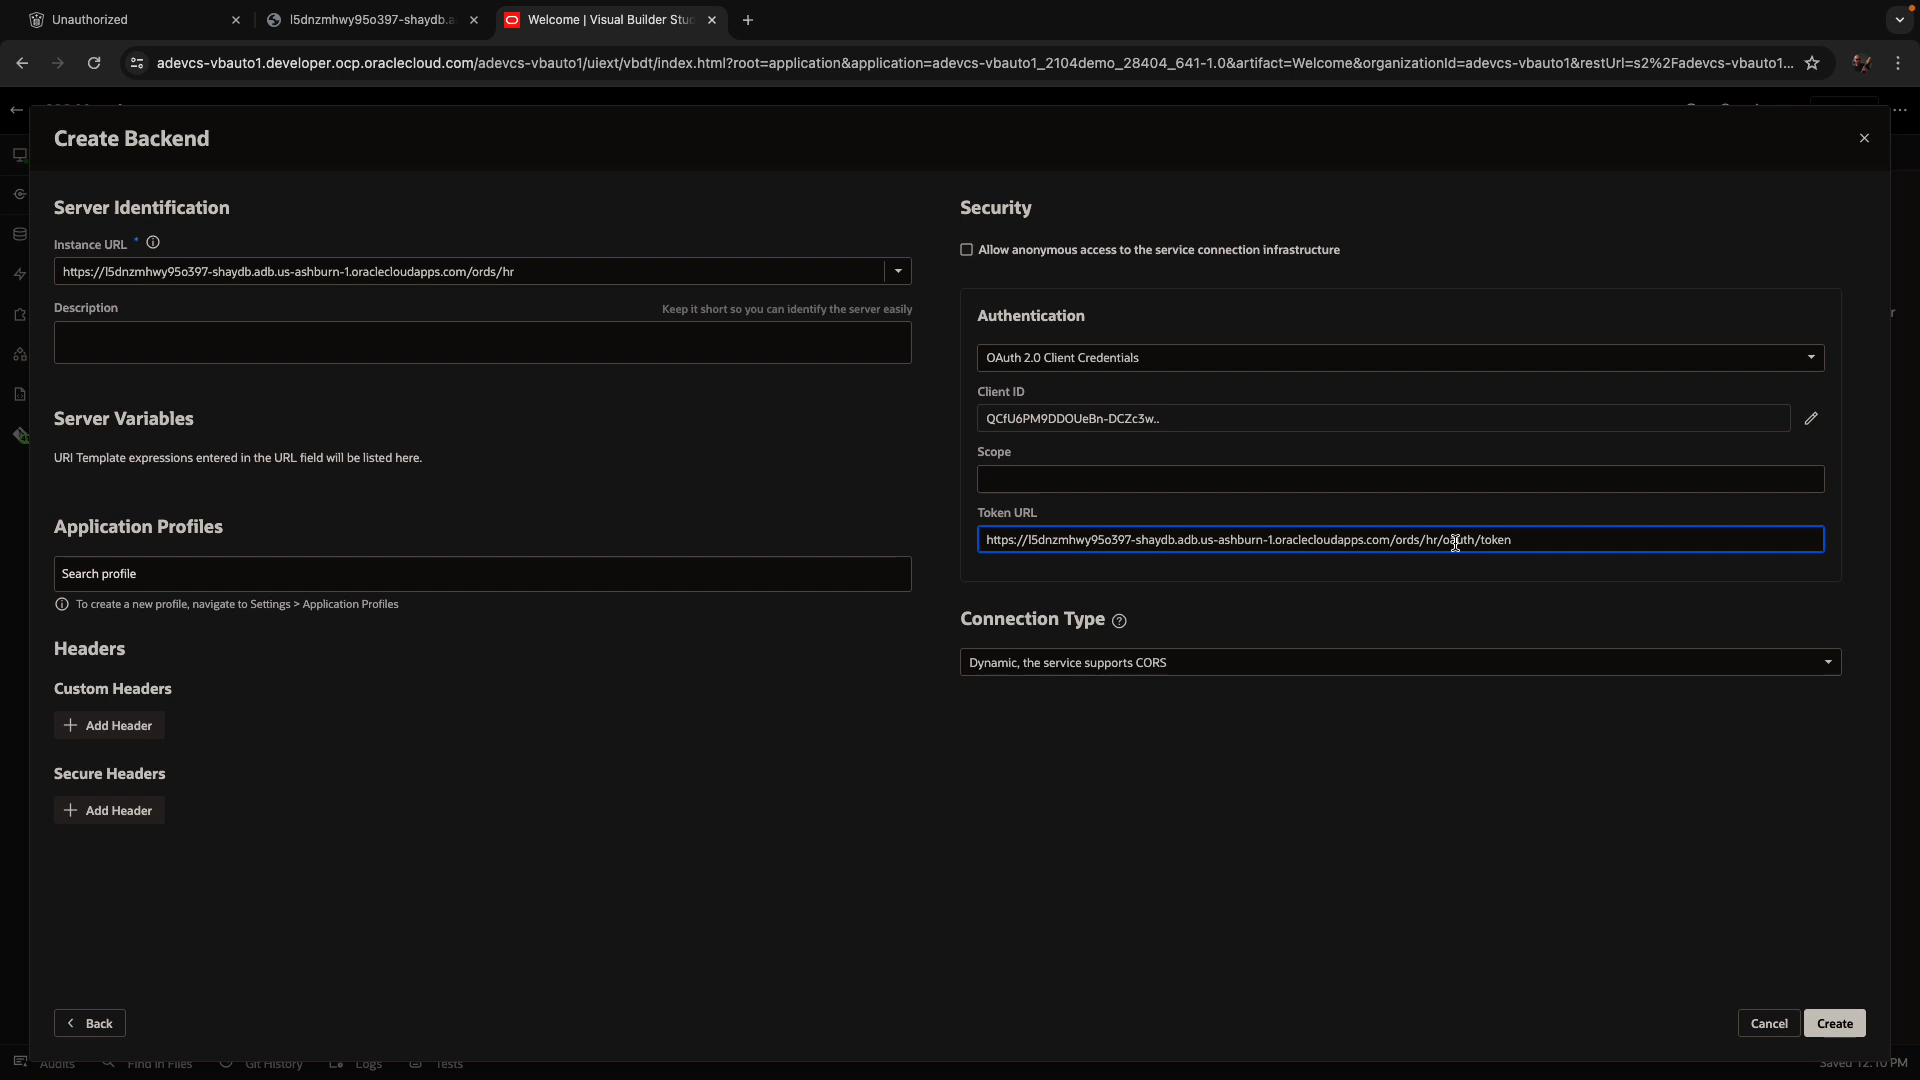 Unauthorized
l5dnzmhwy95o397-shaydb.a
Welcome | Visual Builder Stu
adevcs-vbauto1.developer.ocp.oraclecloud.com/adevcs-vbauto1/uiext/vbdt/index.html?root=application&application=adevcs-vbauto1_2104demo_28404_641-1.0&artifact=Welcome&organizationId=adevcs-vbauto1&restUrl=s2%2Fadevcs-vbauto1...
Create Backend
Server Identification
Instance URL *
https://l5dnzmhwy95o397-shaydb.adb.us-ashburn-1.oraclecloudapps.com/ords/hr
Description
Keep it short so you can identify the server easily
Server Variables
URI Template expressions entered in the URL field will be listed here.
Application Profiles
Search profile
To create a new profile, navigate to Settings > Application Profiles
Headers
Custom Headers
Add Header
Secure Headers
Add Header
Security
Allow anonymous access to the service connection infrastructure
Authentication
OAuth 2.0 Client Credentials
Client ID
QCfU6PM9DDOUeBn-DCZc3w..
Scope
Token URL
https://l5dnzmhwy95o397-shaydb.adb.us-ashburn-1.oraclecloudapps.com/ords/hr/oauth/token
Connection Type
Dynamic, the service supports CORS
Back
Cancel
Create
Audits
Find in Files
Git History
Logs
Tests
Saved 12:10 PM